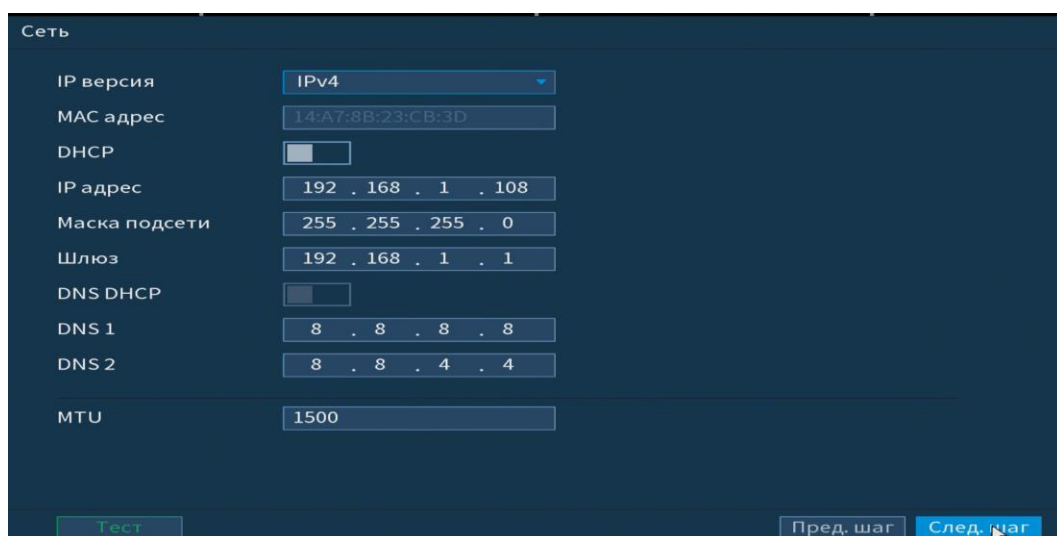 Сеть
IP версия IPv4
MAC адрес 14:A7:8B:23:CB:3D
DHCP
IP адрес 192 . 168 . 1 . 108
Маска подсети 255 . 255 . 255 . 0
Шлюз 192 . 168 . 1 . 1
DNS DHCP
DNS 1 8 . 8 . 8 . 8
DNS 2 8 . 8 . 4 . 4
MTU 1500
Тест Пред. шаг След. шаг